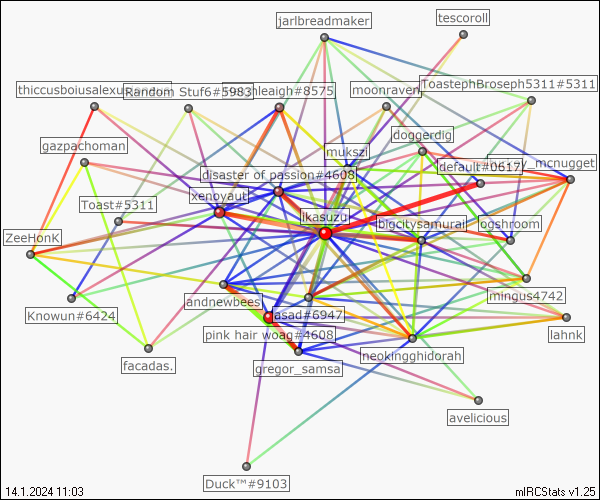 jarlbreadmaker
tescoroll
thiccusboiusalexu
Random Stuf6#5983
hleigh#8575
moonraven
ToastephBroseph5311#5311
gazpachoman
mukszi
doggerdig
disaster of passion#4608
default#0617
y_mcnugget
xenoyaut
Toast#5311
ikasuzu
bigcitysamurai
ogshroom
ZeeHonK
andnewbees
mingus4742
Knowun#6424
asad#6947
pink hair woag#4608
lahnk
facadas.
gregor_samsa
neokingghidorah
avelicious
Duck™#9103
14.1.2024 11:03
mIRCStats v1.25